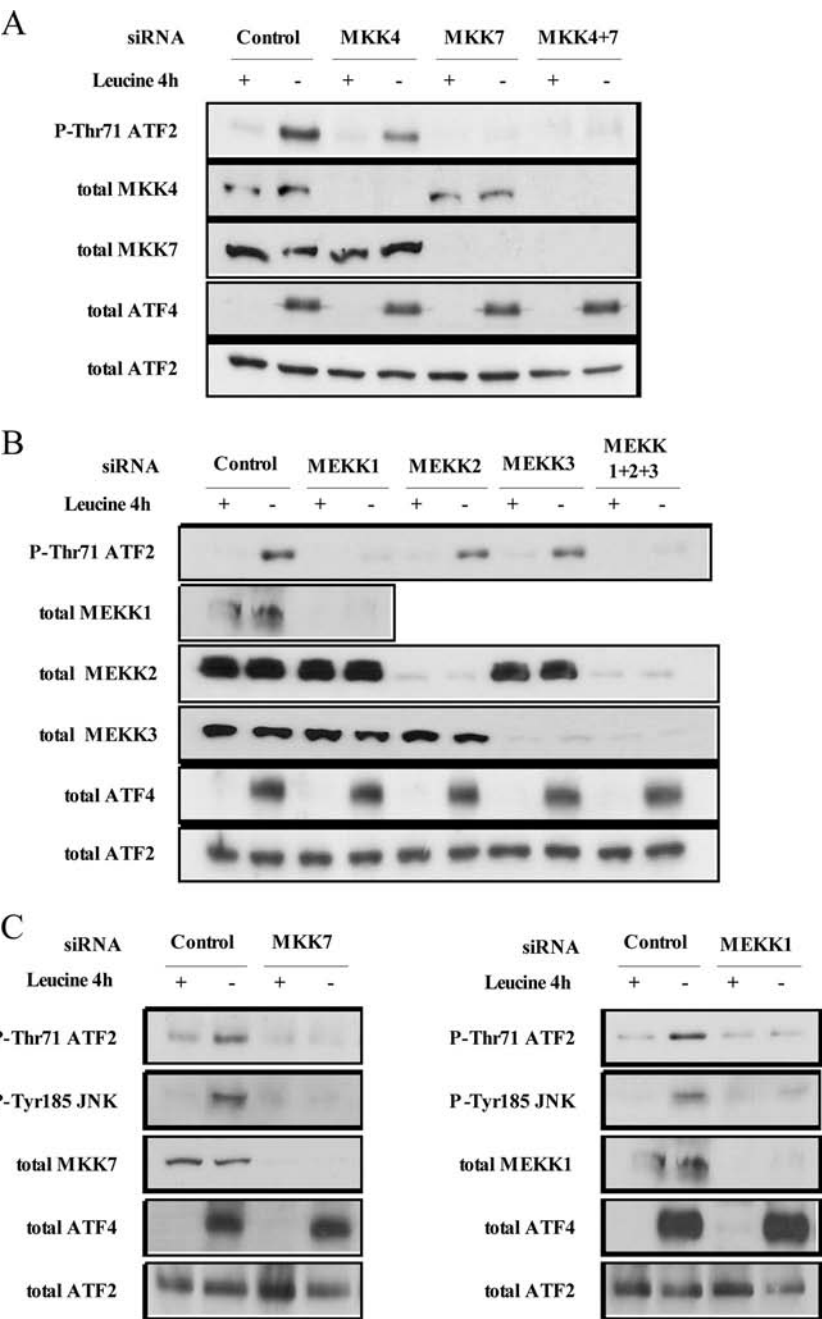 A
siRNA Control MKK4 MKK7 MKK4+7
Leucine 4h + - + - + - + -
P-Thr71 ATF2
total MKK4
total MKK7
total ATF4
total ATF2
B
siRNA Control MEKK1 MEKK2 MEKK3 MEKK 1+2+3
Leucine 4h + - + - + - + - + -
P-Thr71 ATF2
total MEKK1
total MEKK2
total MEKK3
total ATF4
total ATF2
C
siRNA Control MKK7
Leucine 4h + - + -
P-Thr71 ATF2
P-Tyr185 JNK
total MKK7
total ATF4
total ATF2
siRNA Control MEKK1
Leucine 4h + - + -
P-Thr71 ATF2
P-Tyr185 JNK
total MEKK1
total ATF4
total ATF2